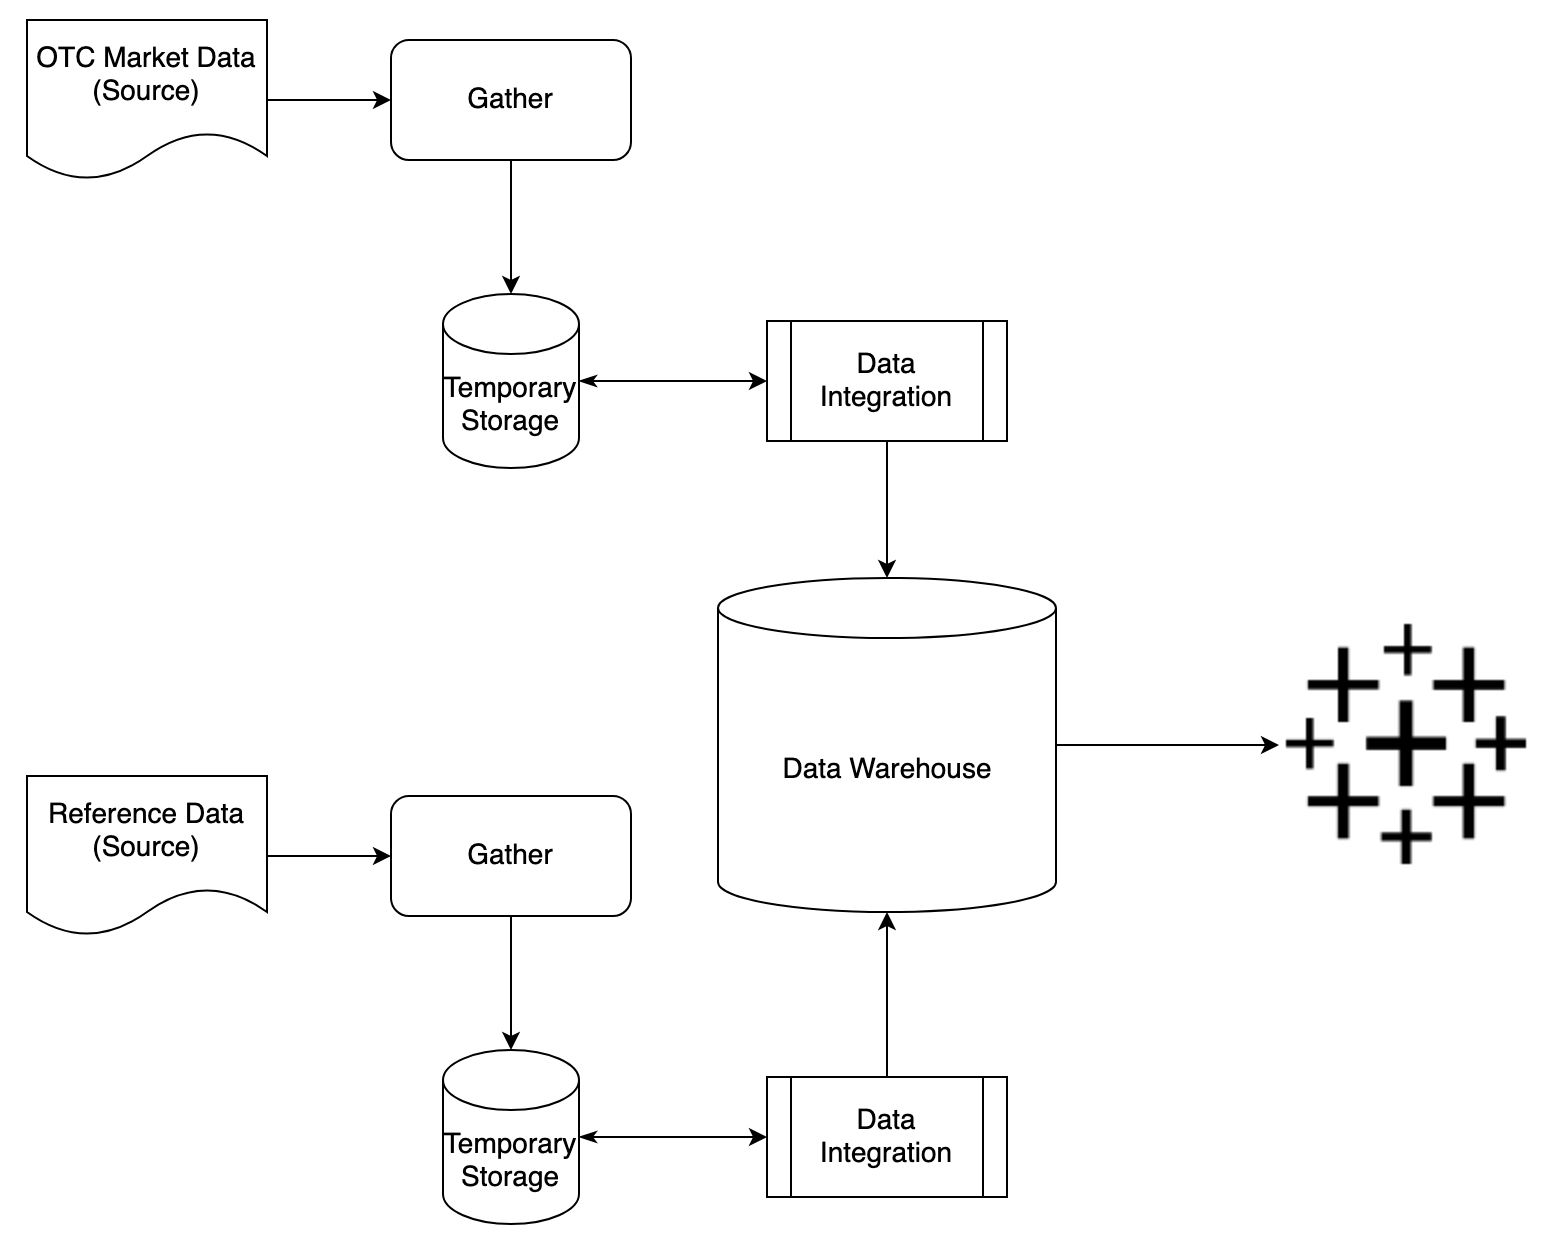 OTC Market Data
(Source)
Gather
Temporary
Storage
Data
Integration
Data Warehouse
Reference Data
(Source)
Gather
Temporary
Storage
Data
Integration